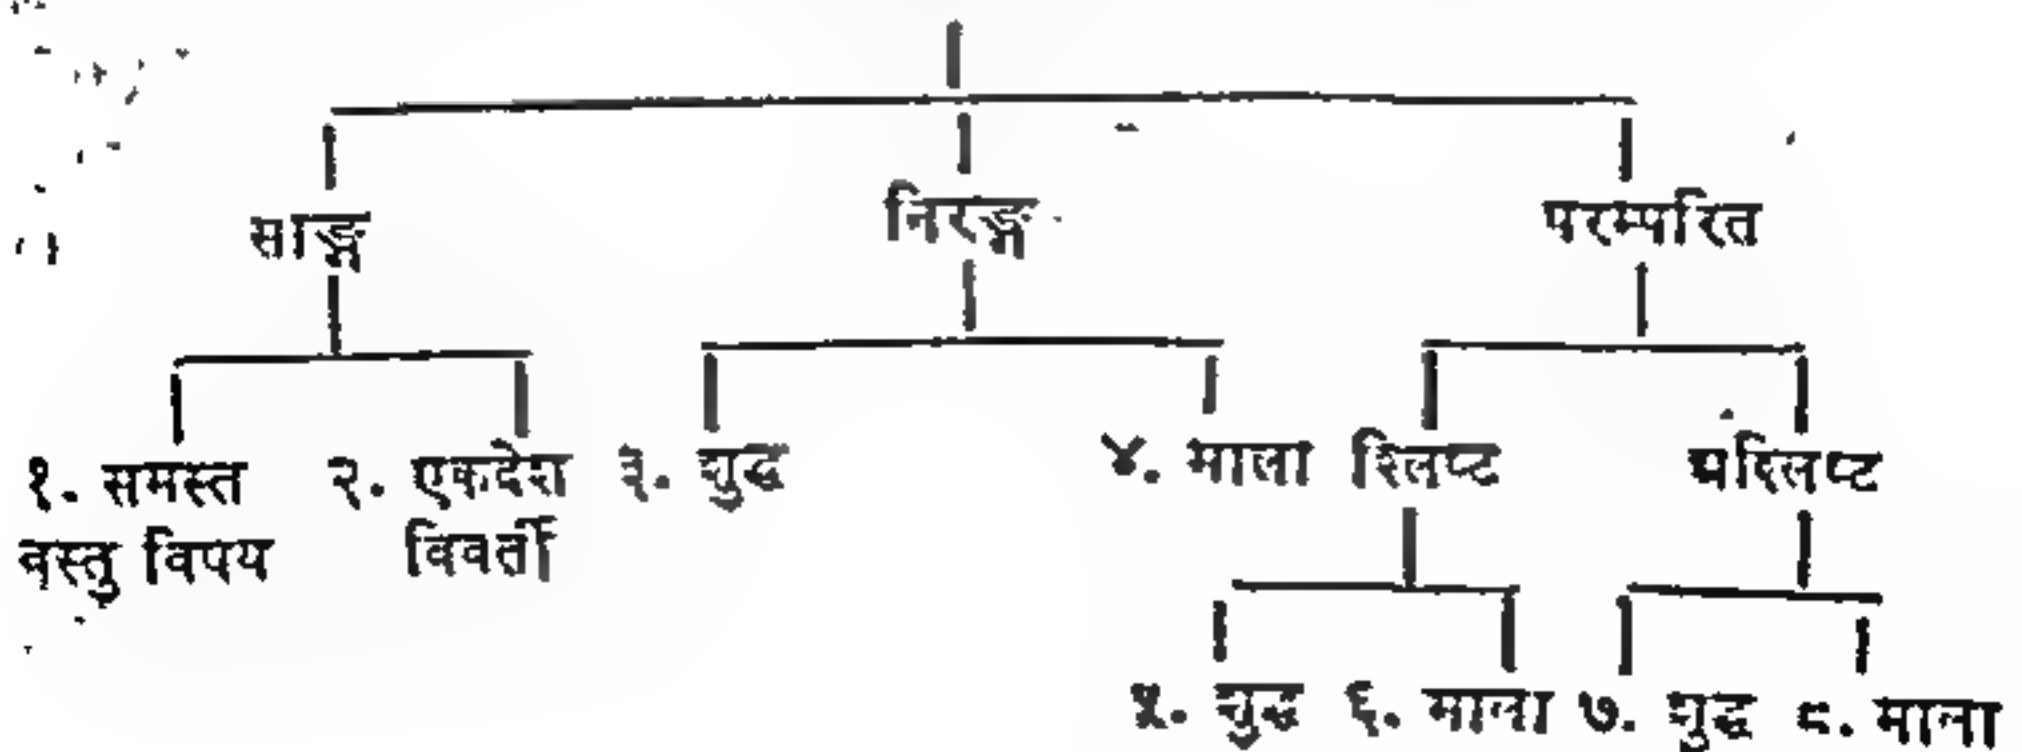 साङ्ग निरङ्ग परम्परित
१. समस्त २. एकदेश ३. शुद्ध ४. माला श्लिष्ट अश्लिष्ट
वस्तु विषय विवर्ती
५. शुद्ध ६. माला ७. शुद्ध ८. माला